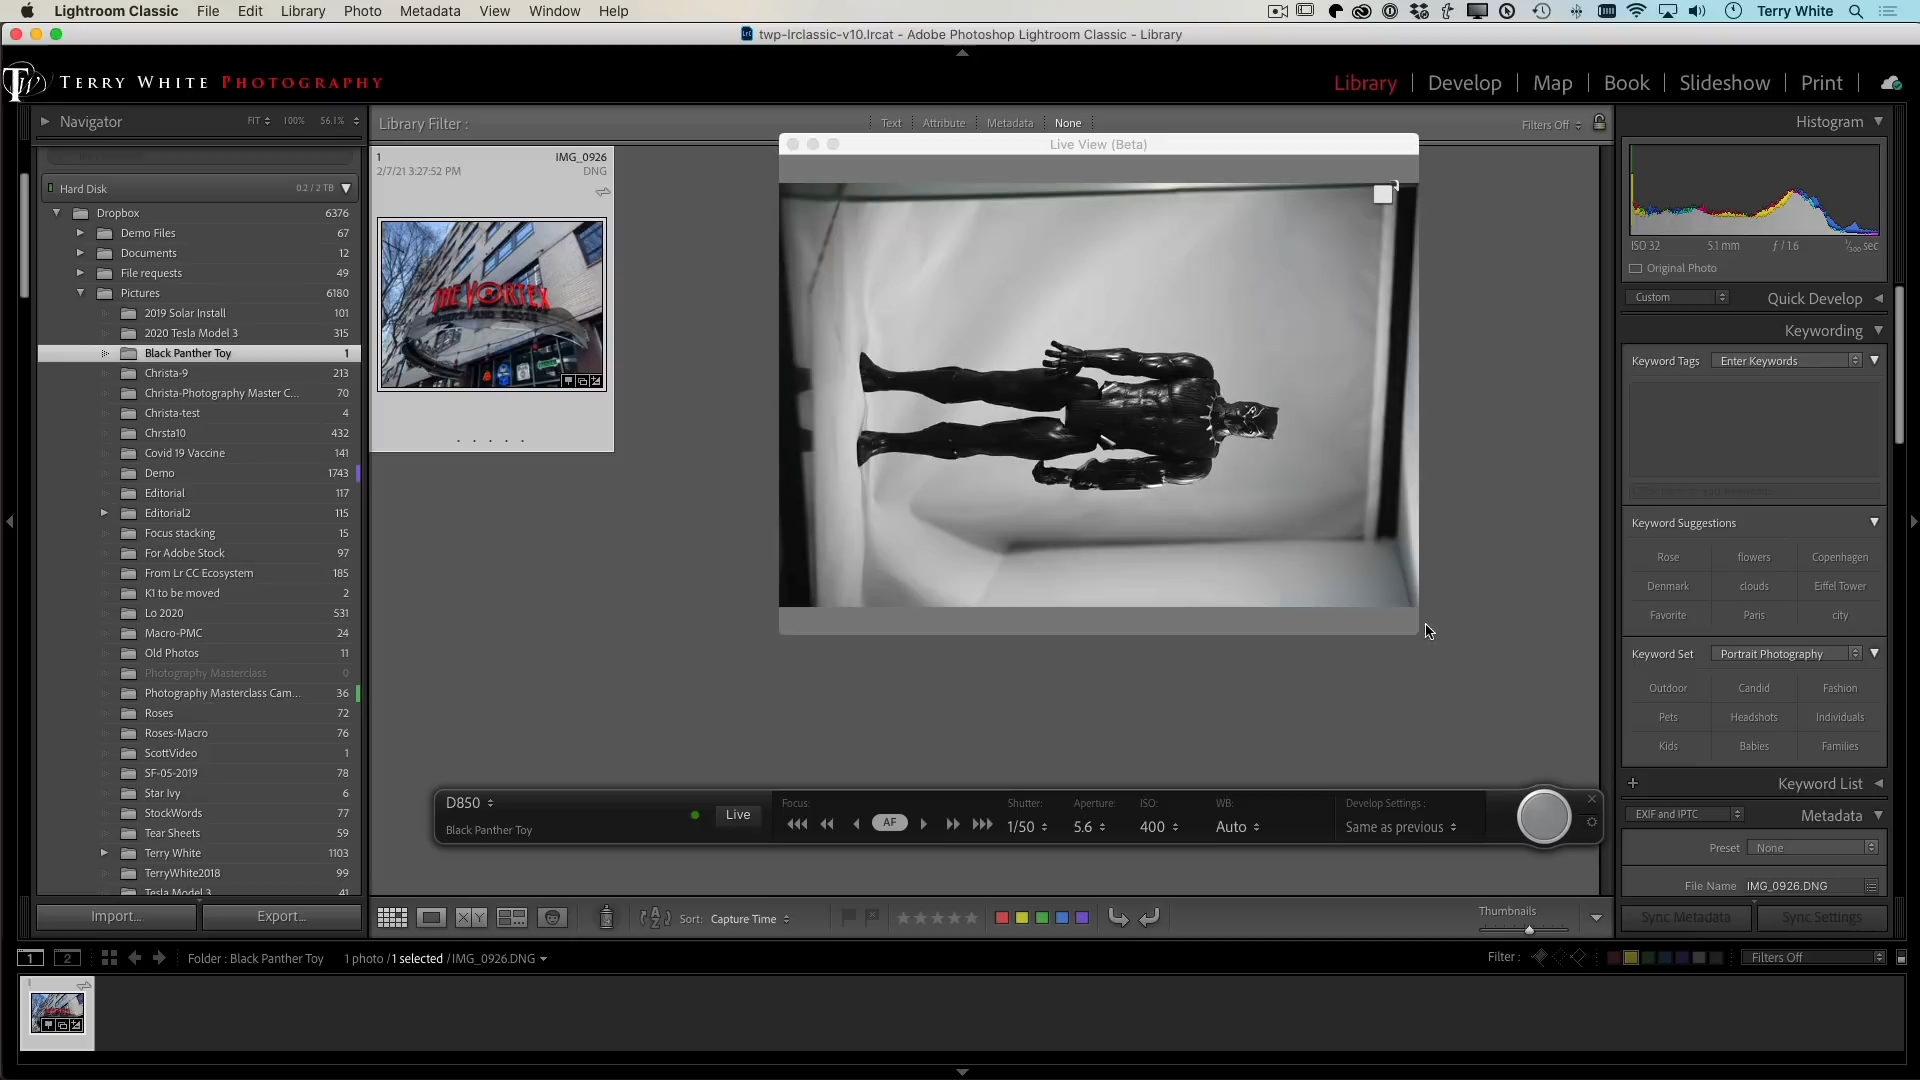 Lightroom Classic File Edit Library Photo Metadata View Window Help Terry White
twp-lrclassic-v10.lrcat - Adobe Photoshop Lightroom Classic - Library
TERRY WHITE PHOTOGRAPHY
Library | Develop | Map | Book | Slideshow | Print |
Navigator FIT 100% 56.1%
Hard Disk 0.2 / 2 TB
Dropbox 6376
Demo Files 67
Documents 12
File requests 49
Pictures 6180
2019 Solar Install 101
2020 Tesla Model 3 315
Black Panther Toy 1
Christa-9 213
Christa-Photography Master C... 70
Christa-test 4
Chrsta10 432
Covid 19 Vaccine 141
Demo 1743
Editorial 117
Editorial2 115
Focus stacking 15
For Adobe Stock 97
From Lr CC Ecosystem 185
K1 to be moved 2
Lo 2020 531
Macro-PMC 24
Old Photos 11
Photography Masterclass 0
Photography Masterclass Cam... 36
Roses 72
Roses-Macro 76
ScottVideo 1
SF-05-2019 78
Star Ivy 6
StockWords 77
Tear Sheets 59
Terry White 1103
TerryWhite2018 99
Tesla Model 3 41
Import... Export...
Library Filter : Text Attribute Metadata None Filters Off
1 IMG_0926
2/7/21 3:27:52 PM DNG
THE VORTEX
Live View (Beta)
D850
Black Panther Toy
Live
Focus: Shutter: Aperture: ISO: WB: Develop Settings :
AF 1/50 5.6 400 Auto Same as previous
Sort: Capture Time
Thumbnails
Histogram
ISO 32 5.1 mm ƒ / 1.6 1/300 sec
Original Photo
Custom Quick Develop
Keywording
Keyword Tags Enter Keywords
Keyword Suggestions
Rose flowers Copenhagen
Denmark clouds Eiffel Tower
Favorite Paris city
Keyword Set Portrait Photography
Outdoor Candid Fashion
Pets Headshots Individuals
Kids Babies Families
+ Keyword List
EXIF and IPTC Metadata
Preset None
File Name IMG_0926.DNG
Sync Metadata Sync Settings
1 2 Folder : Black Panther Toy 1 photo / 1 selected / IMG_0926.DNG Filter : Filters Off